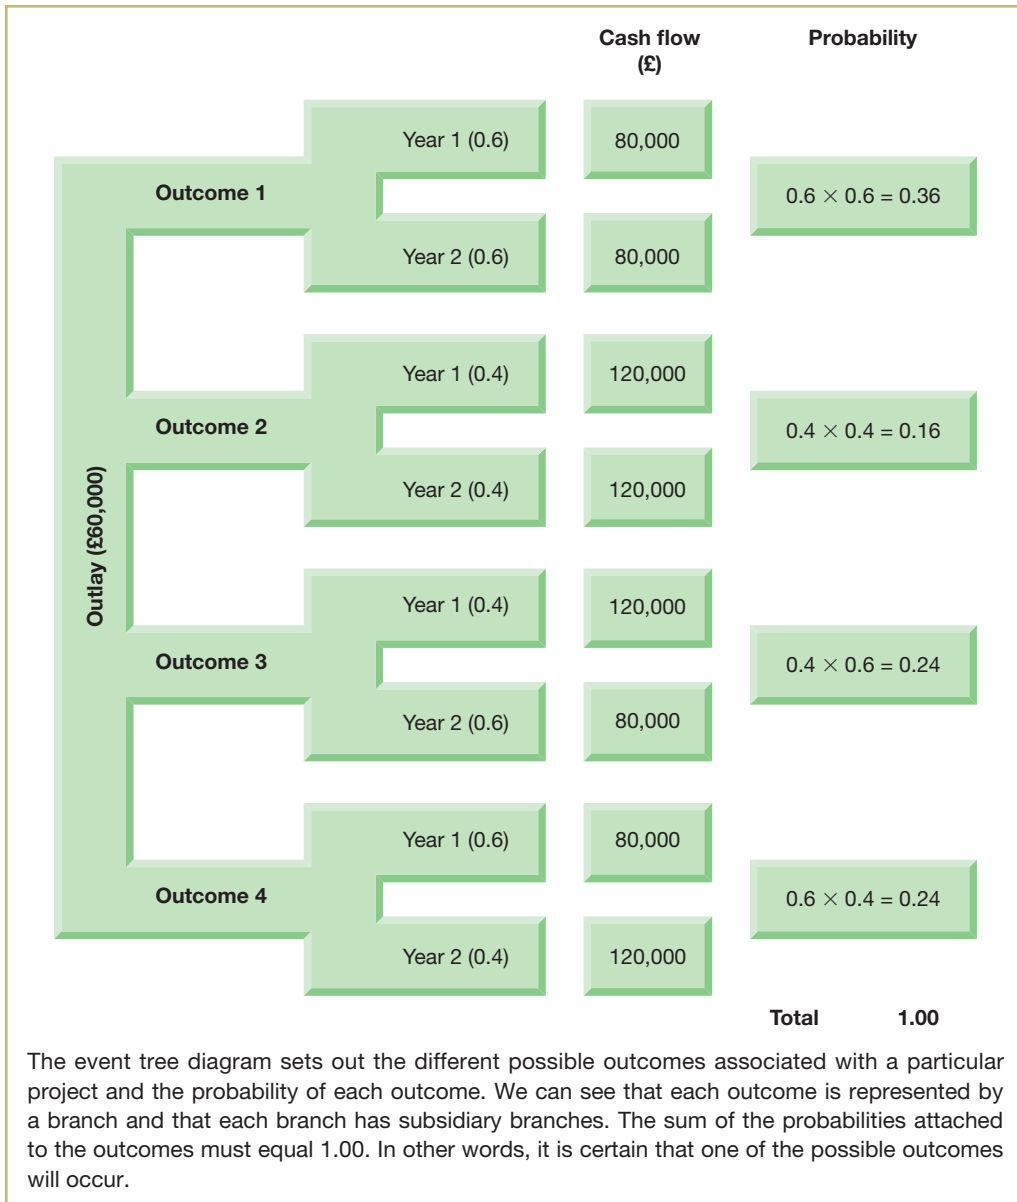 Cash flow Probability
(£)
Year 1 (0.6) 80,000
Outcome 1 0.6 × 0.6 = 0.36
Year 2 (0.6) 80,000
Year 1 (0.4) 120,000
Outcome 2 0.4 × 0.4 = 0.16
Year 2 (0.4) 120,000
Outlay (£60,000)
Year 1 (0.4) 120,000
Outcome 3 0.4 × 0.6 = 0.24
Year 2 (0.6) 80,000
Year 1 (0.6) 80,000
Outcome 4 0.6 × 0.4 = 0.24
Year 2 (0.4) 120,000
Total 1.00
The event tree diagram sets out the different possible outcomes associated with a particular
project and the probability of each outcome. We can see that each outcome is represented by
a branch and that each branch has subsidiary branches. The sum of the probabilities attached
to the outcomes must equal 1.00. In other words, it is certain that one of the possible outcomes
will occur.